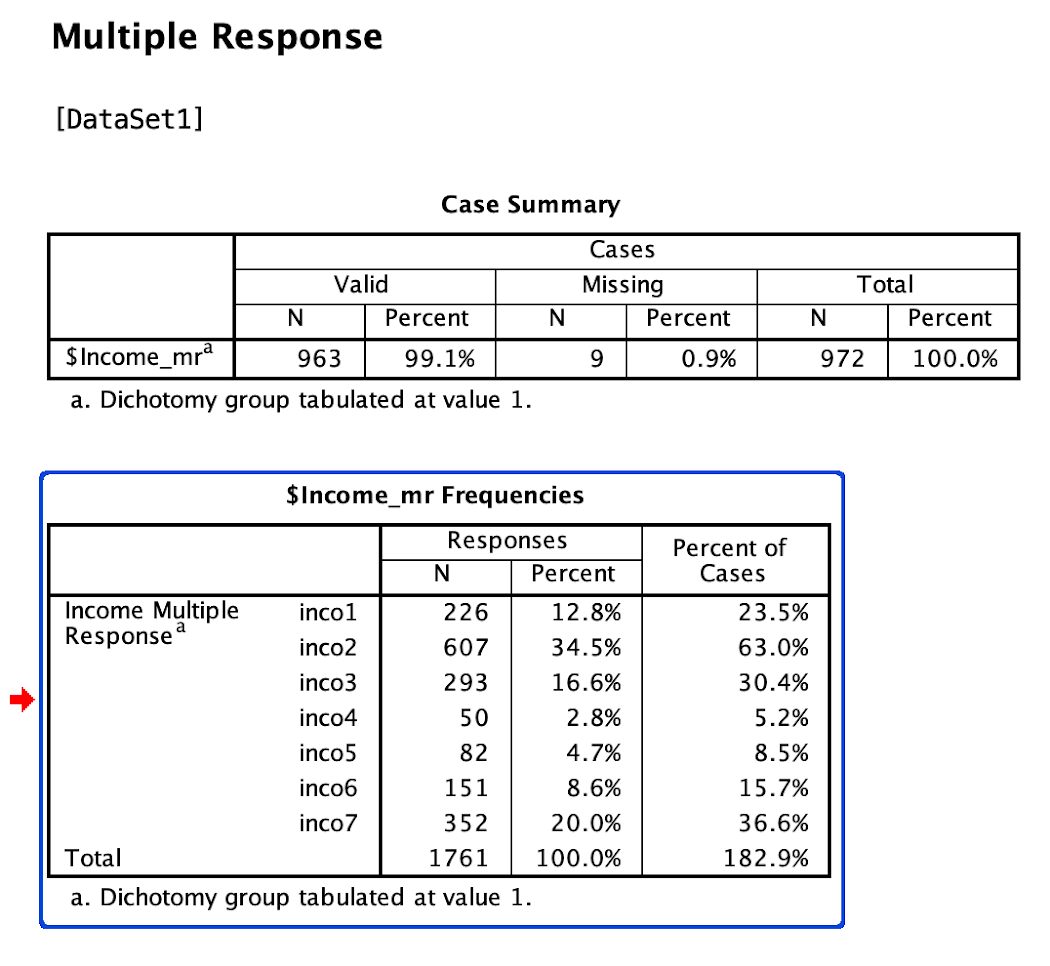 Multiple Response
[DataSet1]
Case Summary
Cases
Valid Missing Total
N Percent N Percent N Percent
$Income_mra 963 99.1% 9 0.9% 972 100.0%
a. Dichotomy group tabulated at value 1.
$Income_mr Frequencies
Responses Percent of Cases
N Percent
Income Multiple Responsea inco1 226 12.8% 23.5%
inco2 607 34.5% 63.0%
inco3 293 16.6% 30.4%
inco4 50 2.8% 5.2%
inco5 82 4.7% 8.5%
inco6 151 8.6% 15.7%
inco7 352 20.0% 36.6%
Total 1761 100.0% 182.9%
a. Dichotomy group tabulated at value 1.